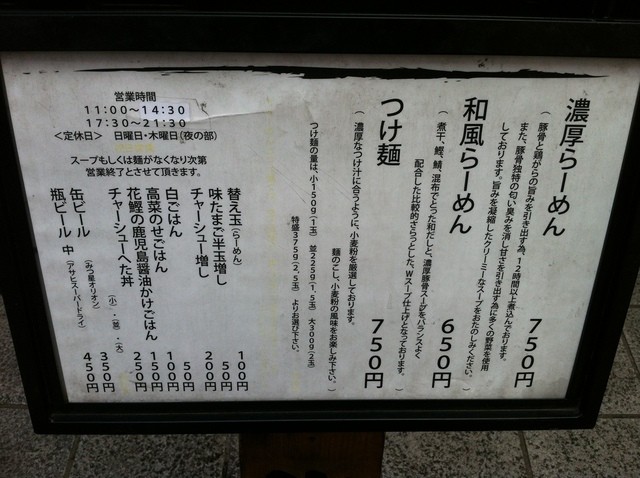 濃厚らーめん 750円
(豚骨と鶏がらの旨みを引き出す為、12時間以上煮込んでおります。
また、豚骨独特の匂い臭みを消し甘さを引き出す為に多くの野菜を使用
しております。旨みを凝縮したクリーミーなスープをおたのしみください。)
和風らーめん 650円
(煮干、鰹、鯖、混布でとった和だしと、濃厚豚骨スープをバランスよく
配合した比較的さらっとした、Wスープ仕上げとなっております。)
つけ麺 750円
(濃厚なつけ汁に合うように、小麦粉を厳選しております。
麺のこし、小麦粉の風味をお楽しみ下さい。)
つけ麺の量は、小150g(1玉) 並225g(1,5玉) 大300g(2玉)
特盛375g(2,5玉) よりお選び下さい。
営業時間
11:00〜14:30
17:30〜21:30
<定休日> 日曜日・木曜日(夜の部)
スープもしくは麺がなくなり次第
営業終了とさせて頂きます。
替え玉(らーめん) 100円
味たまご半玉増し 50円
チャーシュー増し 200円
白ごはん 50円
高菜のせごはん 100円
花鰹の鹿児島醤油かけごはん 150円
チャーシューへた丼 250円
(小)・(並)・(大)
缶ビール (みつ星オリオン) 350円
瓶ビール 中 (アサヒスーパードライ) 450円